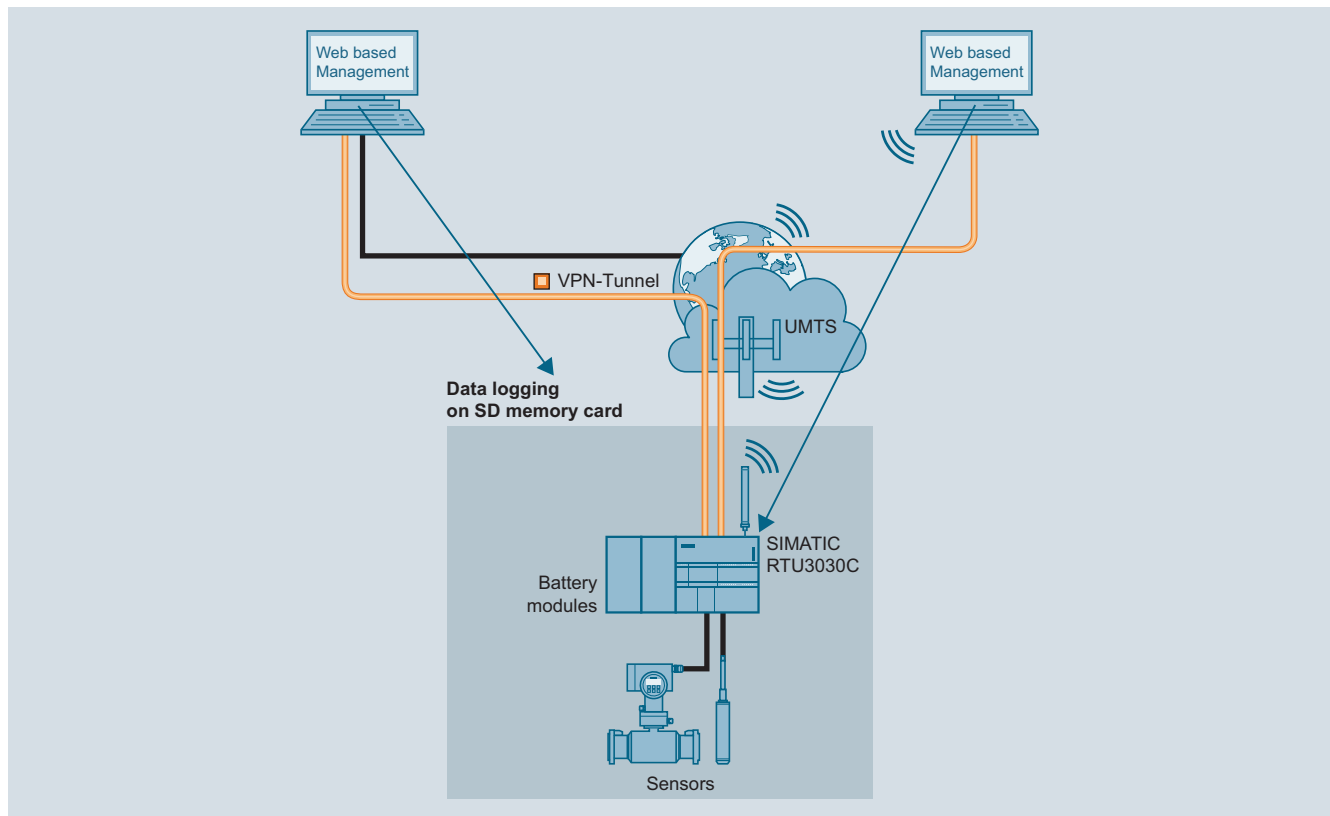 Web based
Management
Web based
Management
VPN-Tunnel
UMTS
Data logging
on SD memory card
SIMATIC
RTU3030C
Battery
modules
Sensors